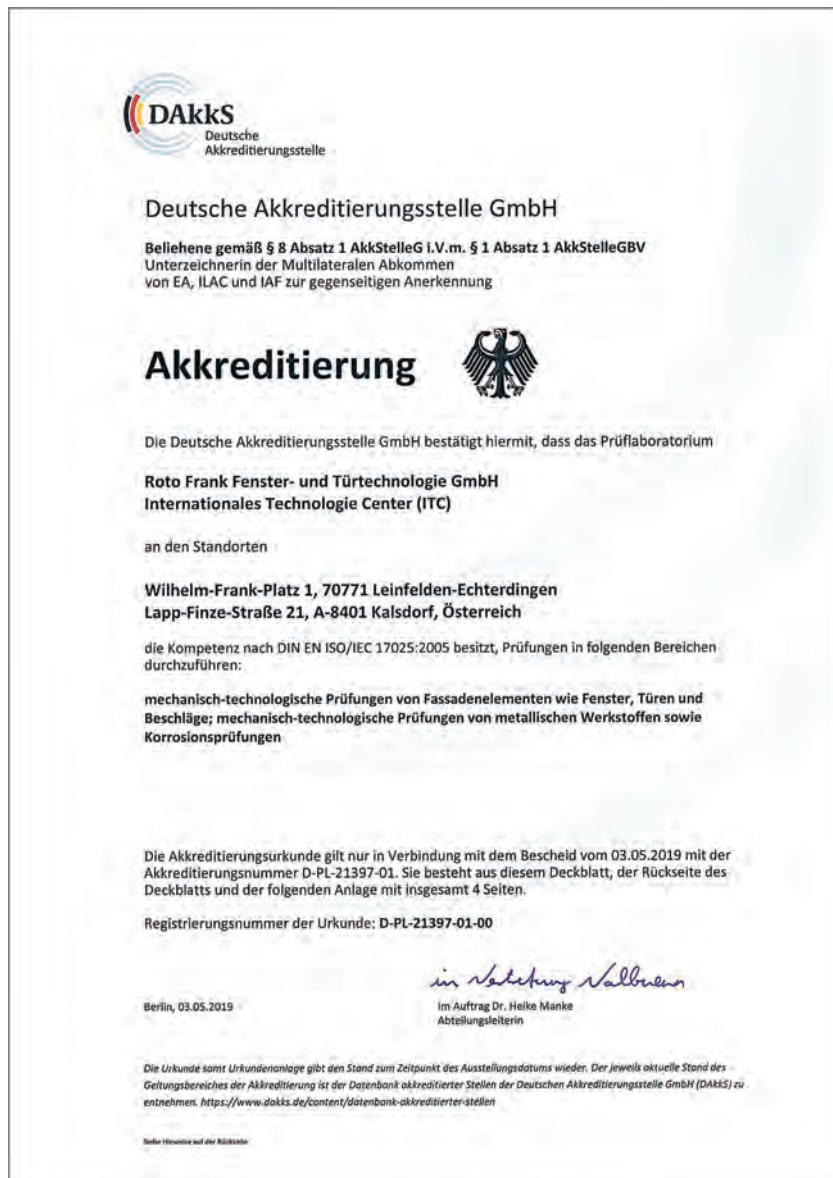 DAkkS
Deutsche
Akkreditierungsstelle
Deutsche Akkreditierungsstelle GmbH
Beliehene gemäß § 8 Absatz 1 AkkStelleG i.V.m. § 1 Absatz 1 AkkStelleGBV
Unterzeichnerin der Multilateralen Abkommen
von EA, ILAC und IAF zur gegenseitigen Anerkennung
Akkreditierung
Die Deutsche Akkreditierungsstelle GmbH bestätigt hiermit, dass das Prüflaboratorium
Roto Frank Fenster- und Türtechnologie GmbH
Internationales Technologie Center (ITC)
an den Standorten
Wilhelm-Frank-Platz 1, 70771 Leinfelden-Echterdingen
Lapp-Finze-Straße 21, A-8401 Kalsdorf, Österreich
die Kompetenz nach DIN EN ISO/IEC 17025:2005 besitzt, Prüfungen in folgenden Bereichen
durchzuführen:
mechanisch-technologische Prüfungen von Fassadenelementen wie Fenster, Türen und
Beschläge; mechanisch-technologische Prüfungen von metallischen Werkstoffen sowie
Korrosionsprüfungen
Die Akkreditierungsurkunde gilt nur in Verbindung mit dem Bescheid vom 03.05.2019 mit der
Akkreditierungsnummer D-PL-21397-01. Sie besteht aus diesem Deckblatt, der Rückseite des
Deckblatts und der folgenden Anlage mit insgesamt 4 Seiten.
Registrierungsnummer der Urkunde: D-PL-21397-01-00
in Vertretung
Berlin, 03.05.2019
Im Auftrag Dr. Heike Manke
Abteilungsleiterin
Die Urkunde samt Urkundenanlage gibt den Stand zum Zeitpunkt des Ausstellungsdatums wieder. Der jeweils aktuelle Stand des
Geltungsbereiches der Akkreditierung ist der Datenbank akkreditierter Stellen der Deutschen Akkreditierungsstelle GmbH (DAkkS) zu
entnehmen. https://www.dakks.de/content/datenbank-akkreditierter-stellen
Siehe Hinweise auf der Rückseite